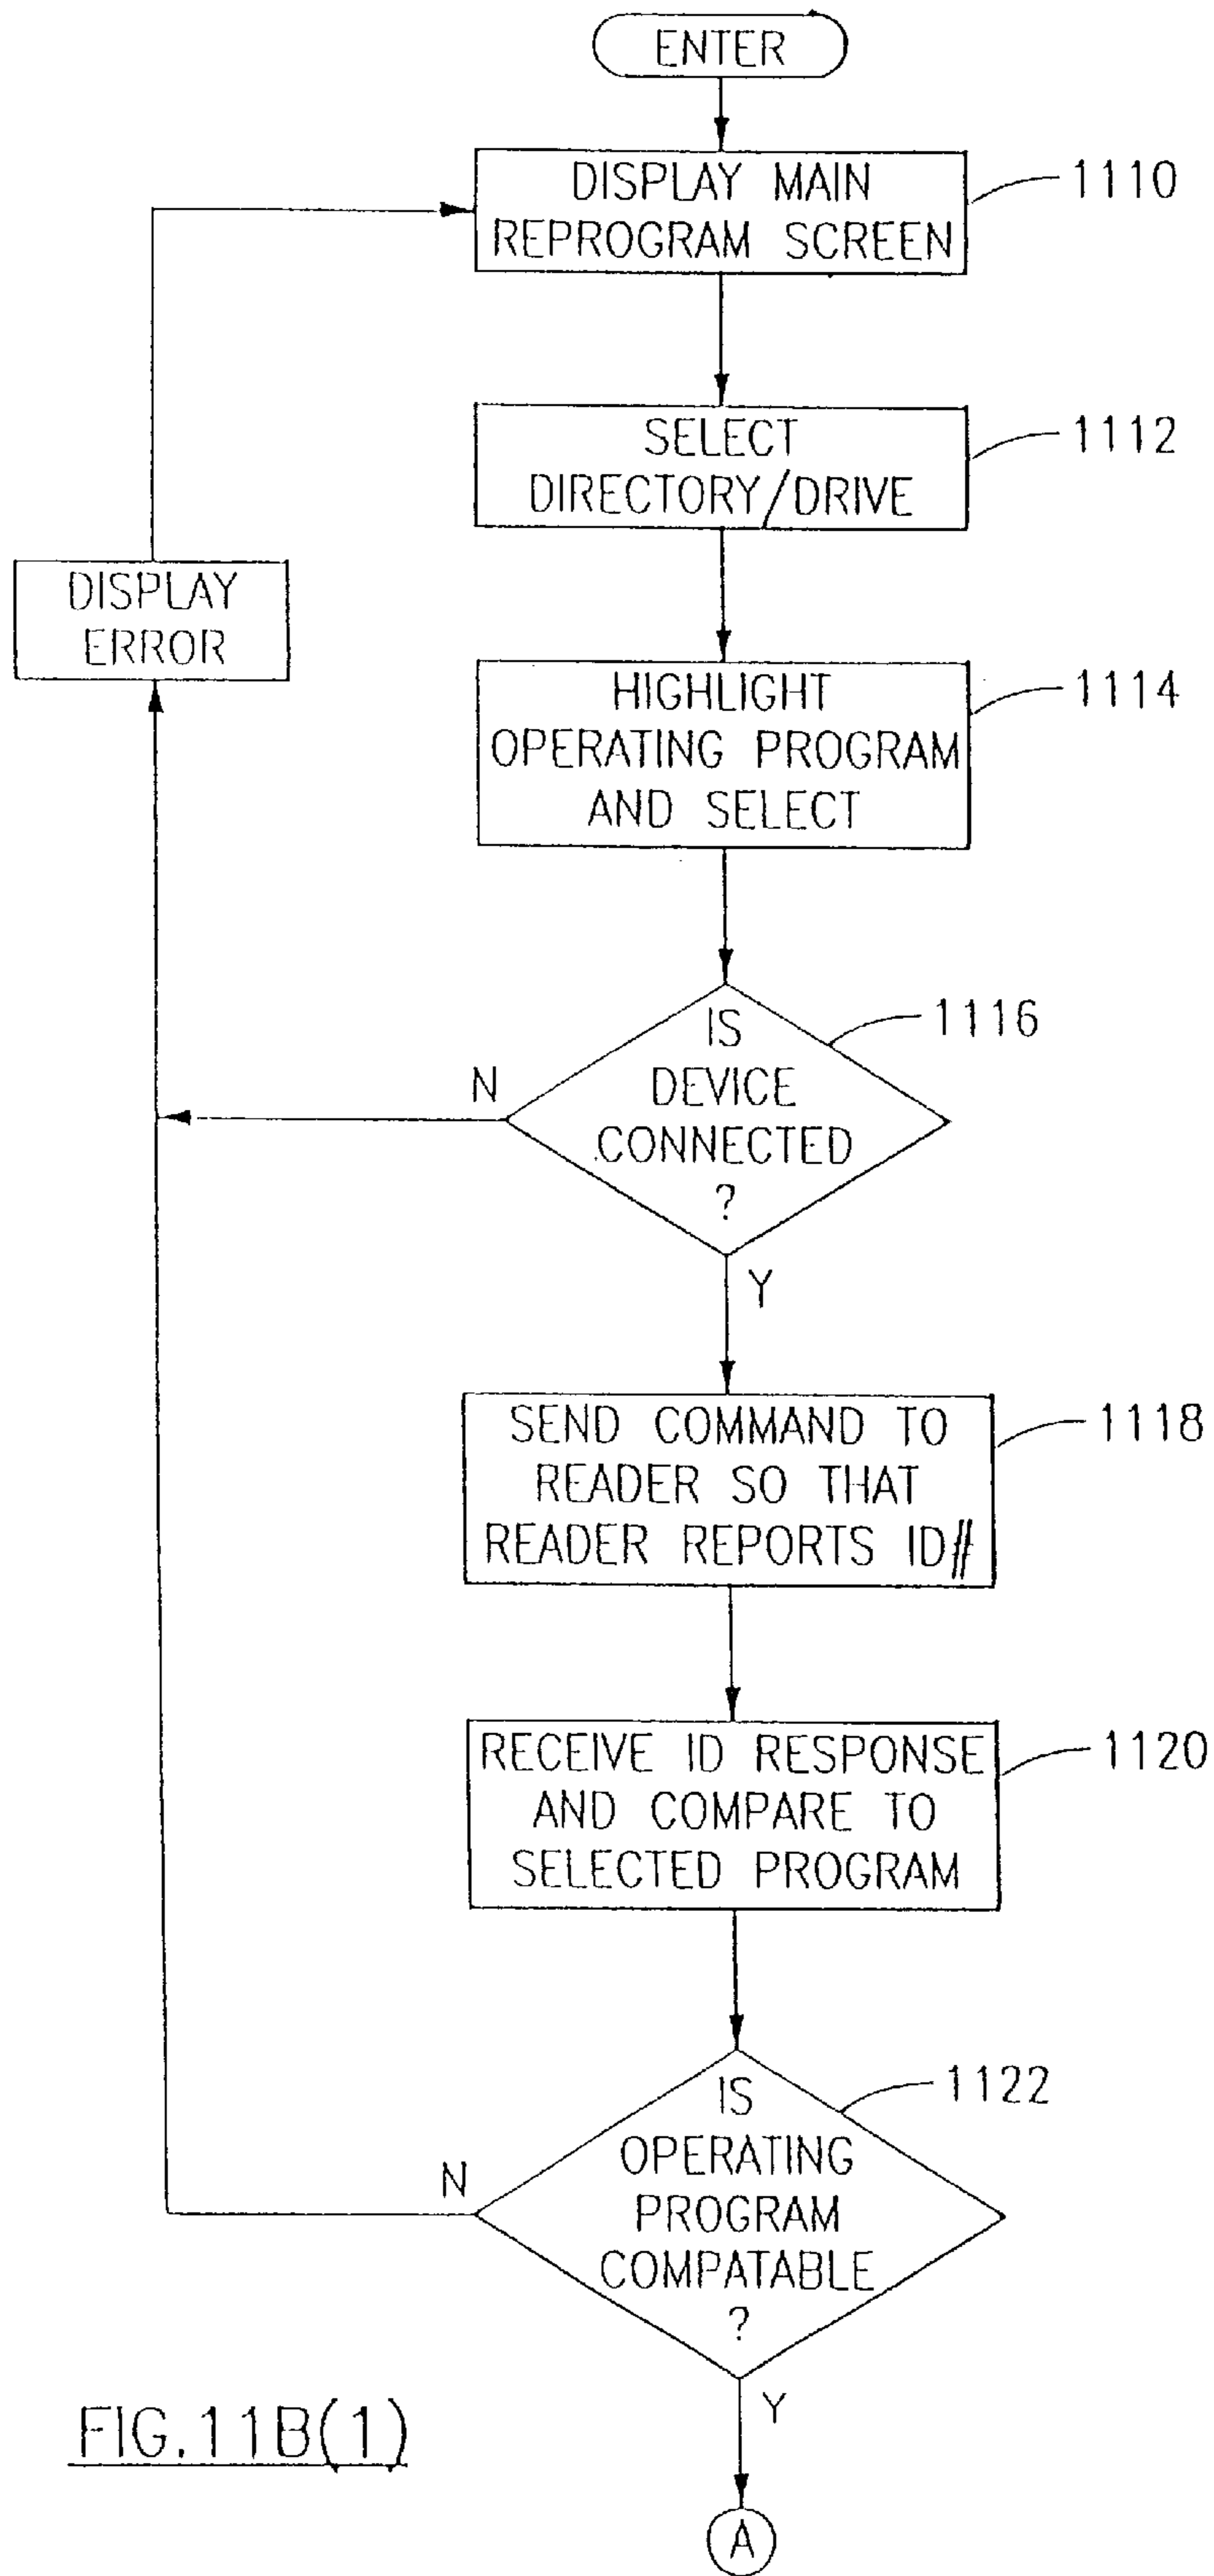 ENTER
DISPLAY MAIN
REPROGRAM SCREEN
1110
SELECT
DIRECTORY/DRIVE
1112
DISPLAY
ERROR
HIGHLIGHT
OPERATING PROGRAM
AND SELECT
1114
IS
DEVICE
CONNECTED
?
1116
N
Y
SEND COMMAND TO
READER SO THAT
READER REPORTS ID#
1118
RECEIVE ID RESPONSE
AND COMPARE TO
SELECTED PROGRAM
1120
IS
OPERATING
PROGRAM
COMPATABLE
?
1122
N
Y
FIG.11B(1)
A